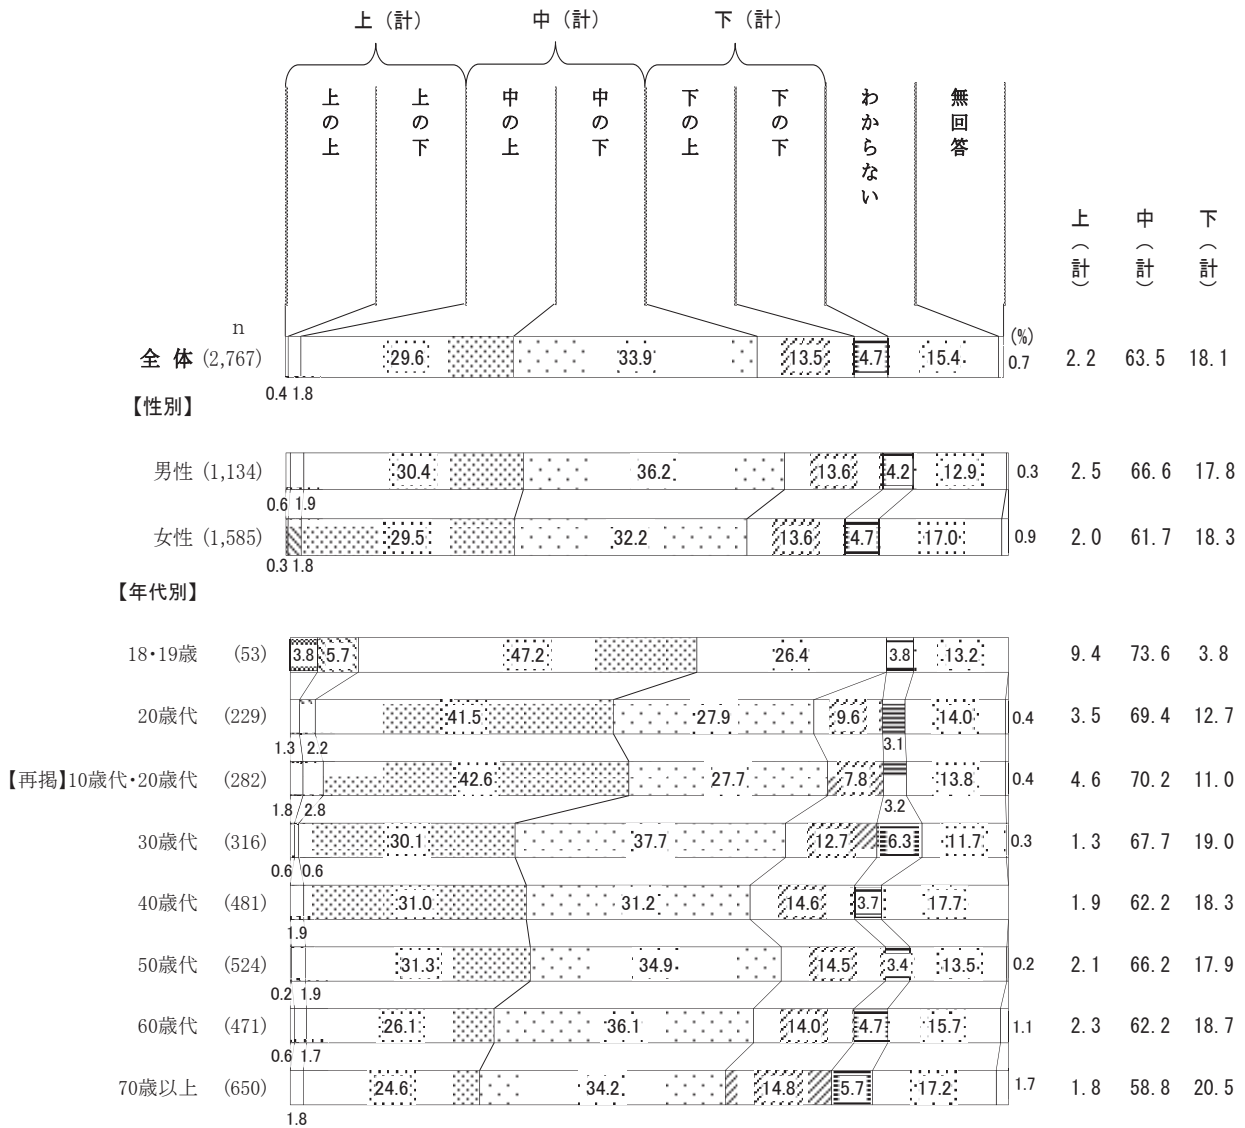 上（計） 中（計） 下（計）
上の上 上の下 中の上 中の下 下の上 下の下 わからない 無回答
上（計） 中（計） 下（計）
n (%)
全 体 (2,767) 29.6 33.9 13.5 4.7 15.4 0.7 2.2 63.5 18.1
0.4 1.8
【性別】
男性 (1,134) 30.4 36.2 13.6 4.2 12.9 0.3 2.5 66.6 17.8
0.6 1.9
女性 (1,585) 29.5 32.2 13.6 4.7 17.0 0.9 2.0 61.7 18.3
0.3 1.8
【年代別】
18・19歳 (53) 3.8 5.7 47.2 26.4 3.8 13.2 9.4 73.6 3.8
20歳代 (229) 41.5 27.9 9.6 14.0 0.4 3.5 69.4 12.7
1.3 2.2 3.1
【再掲】10歳代・20歳代 (282) 42.6 27.7 7.8 13.8 0.4 4.6 70.2 11.0
1.8 2.8 3.2
30歳代 (316) 30.1 37.7 12.7 6.3 11.7 0.3 1.3 67.7 19.0
0.6 0.6
40歳代 (481) 31.0 31.2 14.6 3.7 17.7 1.9 62.2 18.3
1.9
50歳代 (524) 31.3 34.9 14.5 3.4 13.5 0.2 2.1 66.2 17.9
0.2 1.9
60歳代 (471) 26.1 36.1 14.0 4.7 15.7 1.1 2.3 62.2 18.7
0.6 1.7
70歳以上 (650) 24.6 34.2 14.8 5.7 17.2 1.7 1.8 58.8 20.5
1.8